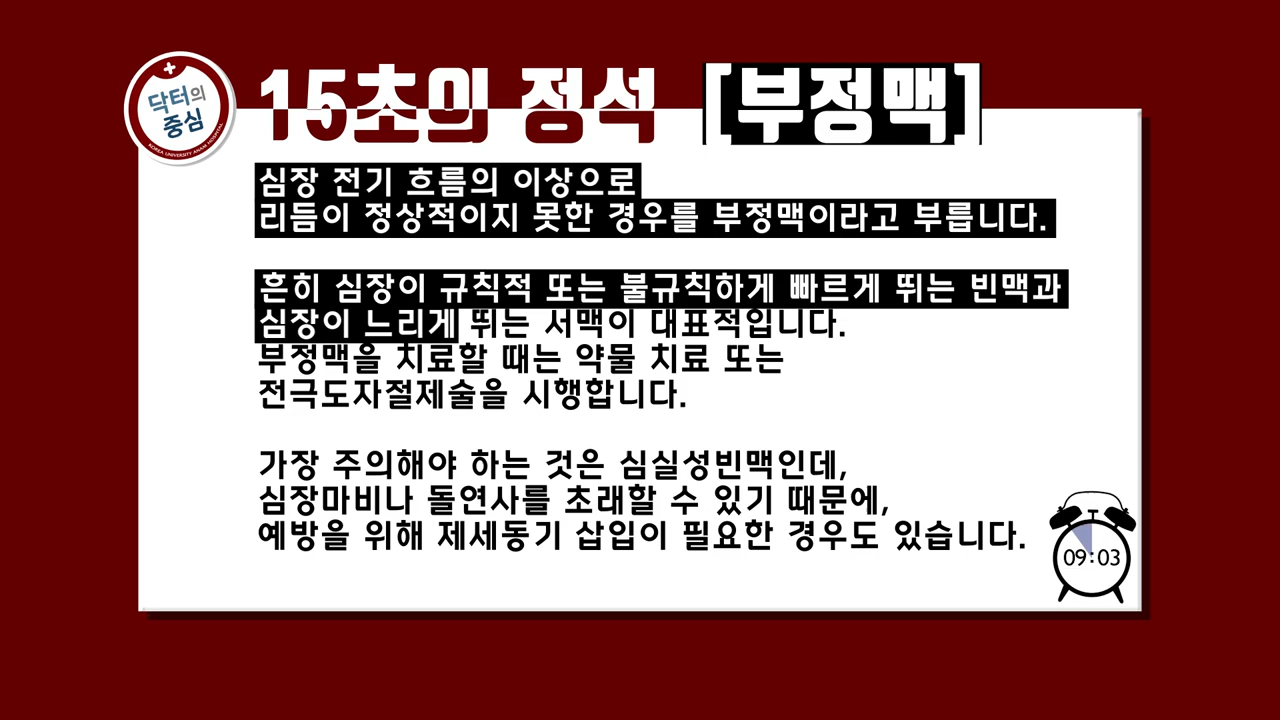 닥터의
중심
KOREA UNIVERSITY ANAM HOSPITAL
15초의 정석 [부정맥]
심장 전기 흐름의 이상으로
리듬이 정상적이지 못한 경우를 부정맥이라고 부릅니다.
흔히 심장이 규칙적 또는 불규칙하게 빠르게 뛰는 빈맥과
심장이 느리게 뛰는 서맥이 대표적입니다.
부정맥을 치료할 때는 약물 치료 또는
전극도자절제술을 시행합니다.
가장 주의해야 하는 것은 심실성빈맥인데,
심장마비나 돌연사를 초래할 수 있기 때문에,
예방을 위해 제세동기 삽입이 필요한 경우도 있습니다.
09:03